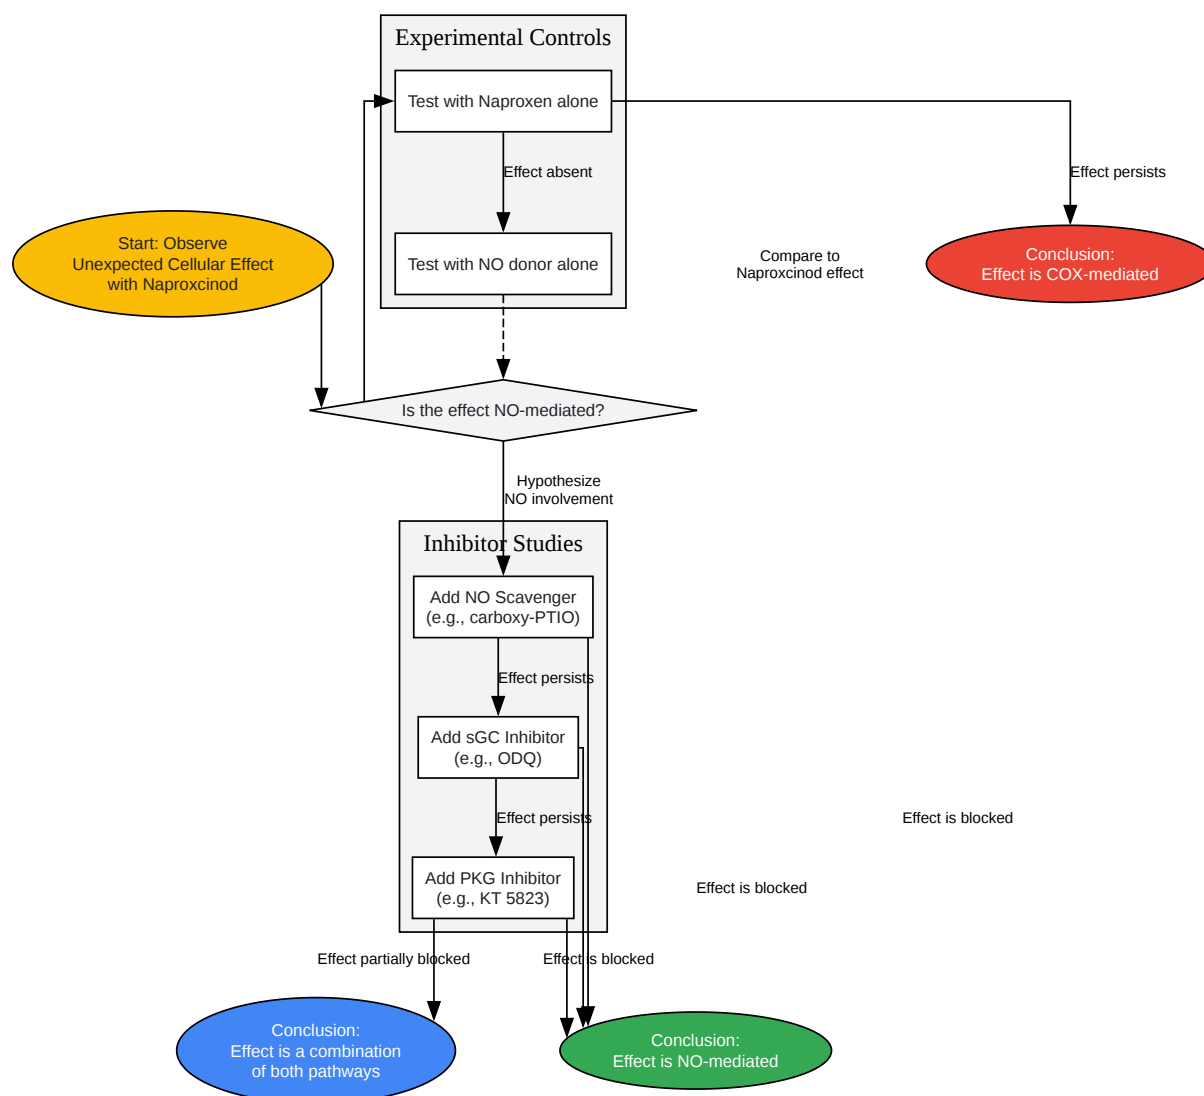 Experimental Controls
Test with Naproxen alone
Effect absent
Effect persists
Start: Observe
Unexpected Cellular Effect
with Naproxcinod
Test with NO donor alone
Compare to
Naproxcinod effect
Conclusion:
Effect is COX-mediated
Is the effect NO-mediated?
Hypothesize
NO involvement
Inhibitor Studies
Add NO Scavenger
(e.g., carboxy-PTIO)
Effect persists
Add sGC Inhibitor
(e.g., ODQ)
Effect persists
Effect is blocked
Add PKG Inhibitor
(e.g., KT 5823)
Effect is blocked
Effect partially blocked
Effect is blocked
Conclusion:
Effect is a combination
of both pathways
Conclusion:
Effect is NO-mediated